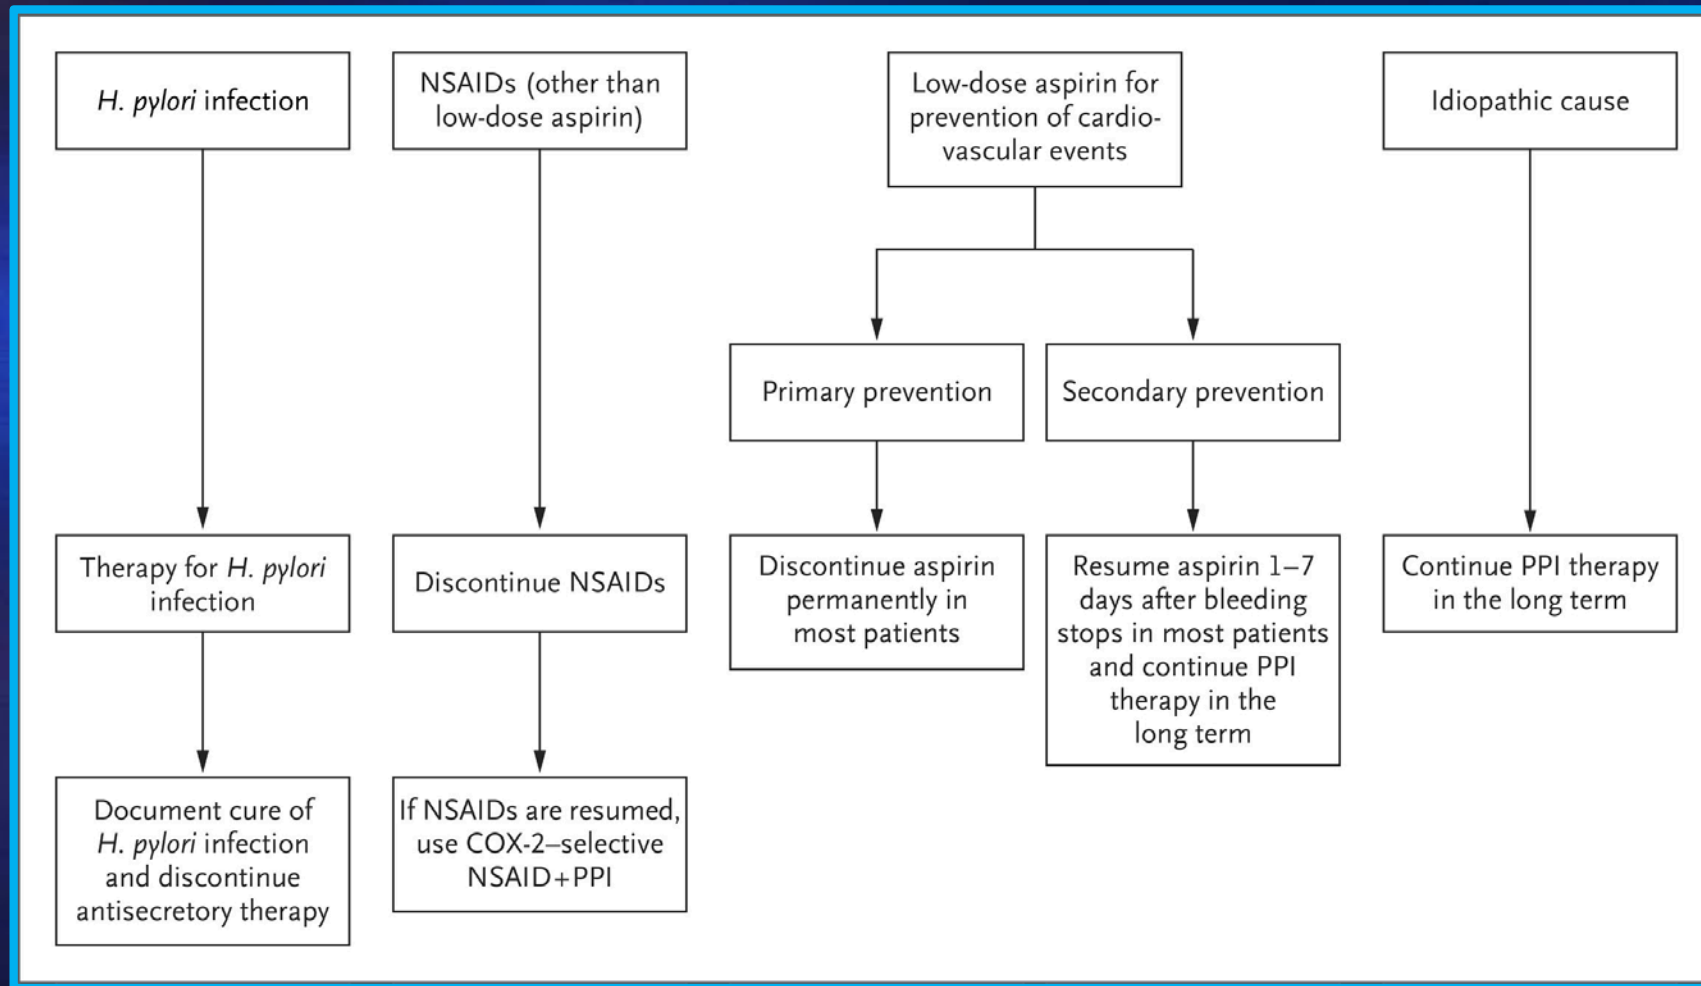 H. pylori infection
NSAIDs (other than
low-dose aspirin)
Low-dose aspirin for
prevention of cardio-
vascular events
Idiopathic cause
Primary prevention
Secondary prevention
Therapy for H. pylori
infection
Discontinue NSAIDs
Discontinue aspirin
permanently in
most patients
Resume aspirin 1–7
days after bleeding
stops in most patients
and continue PPI
therapy in the
long term
Continue PPI therapy
in the long term
Document cure of
H. pylori infection
and discontinue
antisecretory therapy
If NSAIDs are resumed,
use COX-2–selective
NSAID+PPI